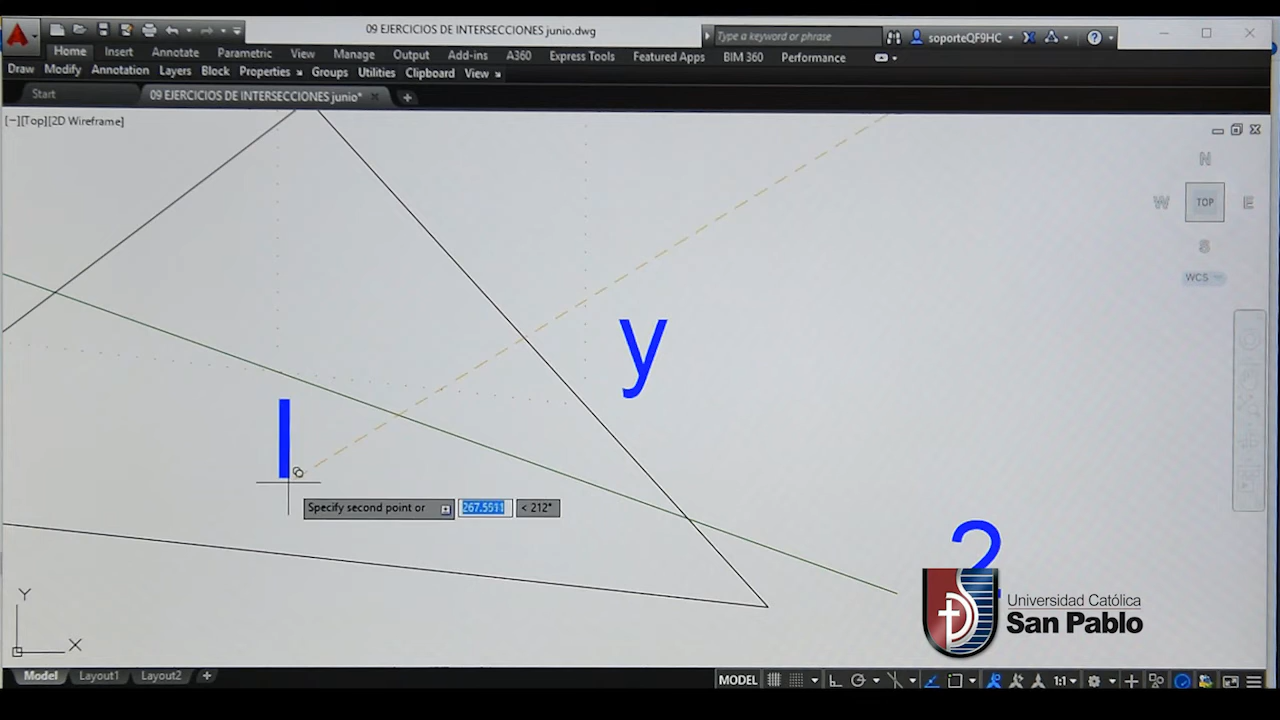 09 EJERCICIOS DE INTERSECCIONES junio.dwg
Type a keyword or phrase
soporteQF9HC
Home Insert Annotate Parametric View Manage Output Add-ins A360 Express Tools Featured Apps BIM 360 Performance
Draw Modify Annotation Layers Block Properties Groups Utilities Clipboard View
Start 09 EJERCICIOS DE INTERSECCIONES junio*
[−][Top][2D Wireframe]
N
W TOP E
S
WCS
y
l
Specify second point or 267.5511 < 212°
2
Universidad Católica
San Pablo
Y
X
Model Layout1 Layout2 +
MODEL 1:1